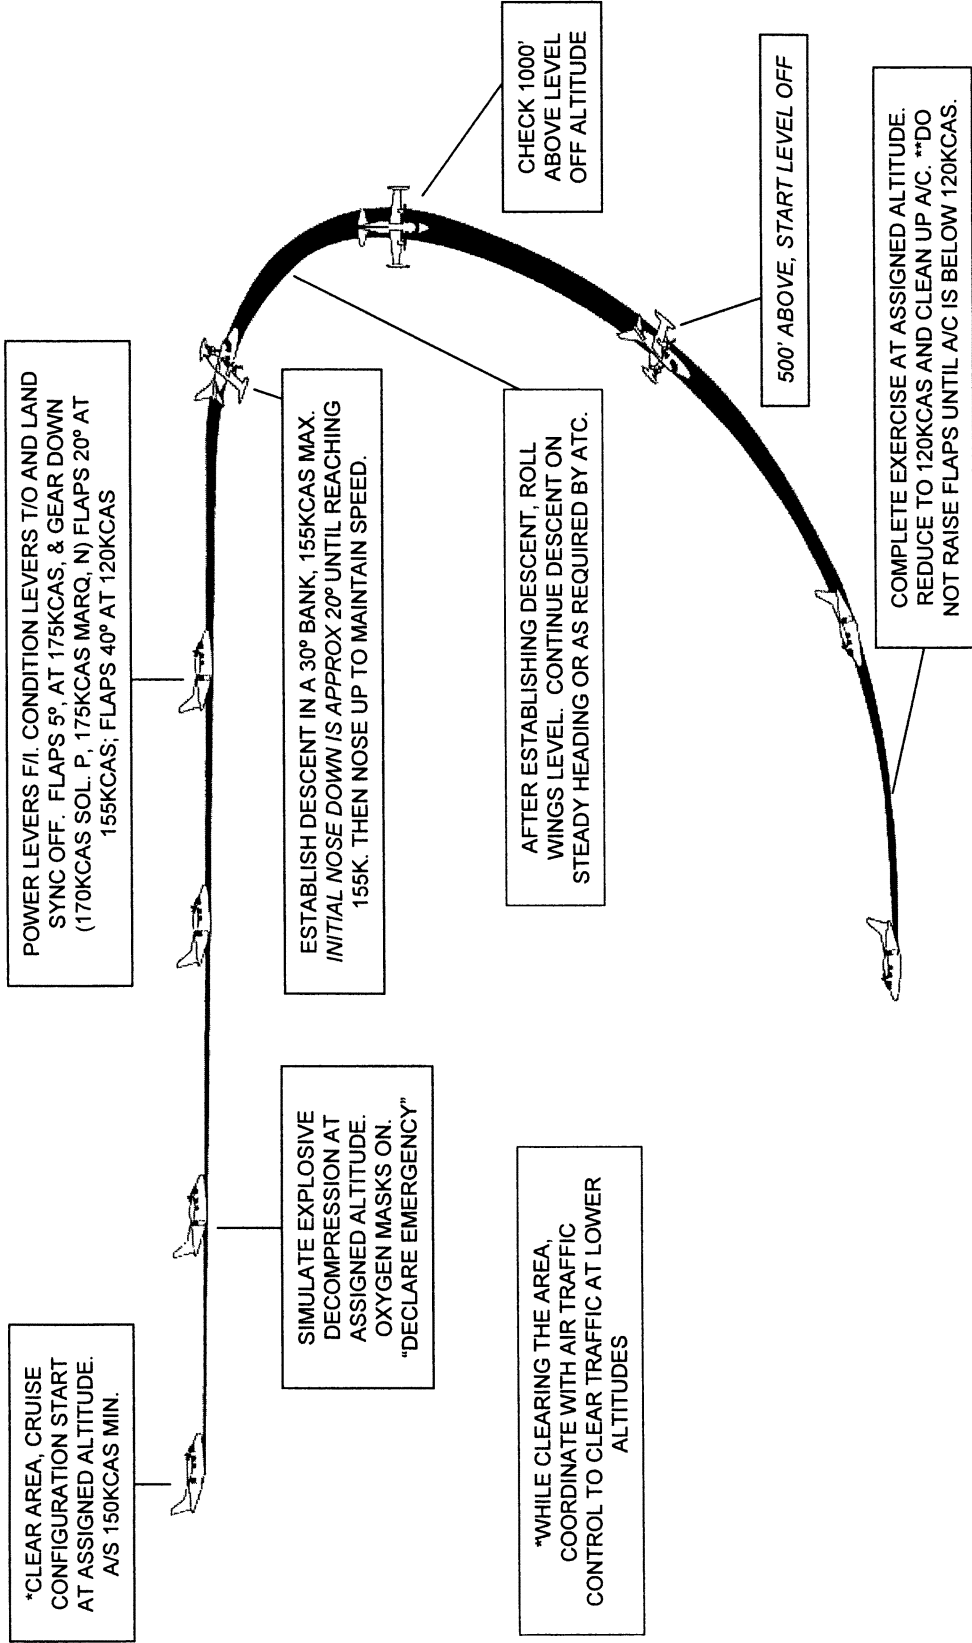 *CLEAR AREA, CRUISE
CONFIGURATION START
AT ASSIGNED ALTITUDE.
A/S 150KCAS MIN.
SIMULATE EXPLOSIVE
DECOMPRESSION AT
ASSIGNED ALTITUDE.
OXYGEN MASKS ON.
“DECLARE EMERGENCY”
POWER LEVERS F/I. CONDITION LEVERS T/O AND LAND
SYNC OFF. FLAPS 5º, AT 175KCAS, & GEAR DOWN
(170KCAS SOL. P, 175KCAS MARQ, N) FLAPS 20º AT
155KCAS; FLAPS 40º AT 120KCAS
ESTABLISH DESCENT IN A 30º BANK, 155KCAS MAX.
INITIAL NOSE DOWN IS APPROX 20º UNTIL REACHING
155K. THEN NOSE UP TO MAINTAIN SPEED.
AFTER ESTABLISHING DESCENT, ROLL
WINGS LEVEL. CONTINUE DESCENT ON
STEADY HEADING OR AS REQUIRED BY ATC.
CHECK 1000'
ABOVE LEVEL
OFF ALTITUDE
500' ABOVE, START LEVEL OFF
COMPLETE EXERCISE AT ASSIGNED ALTITUDE.
REDUCE TO 120KCAS AND CLEAN UP A/C. **DO
NOT RAISE FLAPS UNTIL A/C IS BELOW 120KCAS.
*WHILE CLEARING THE AREA,
COORDINATE WITH AIR TRAFFIC
CONTROL TO CLEAR TRAFFIC AT LOWER
ALTITUDES